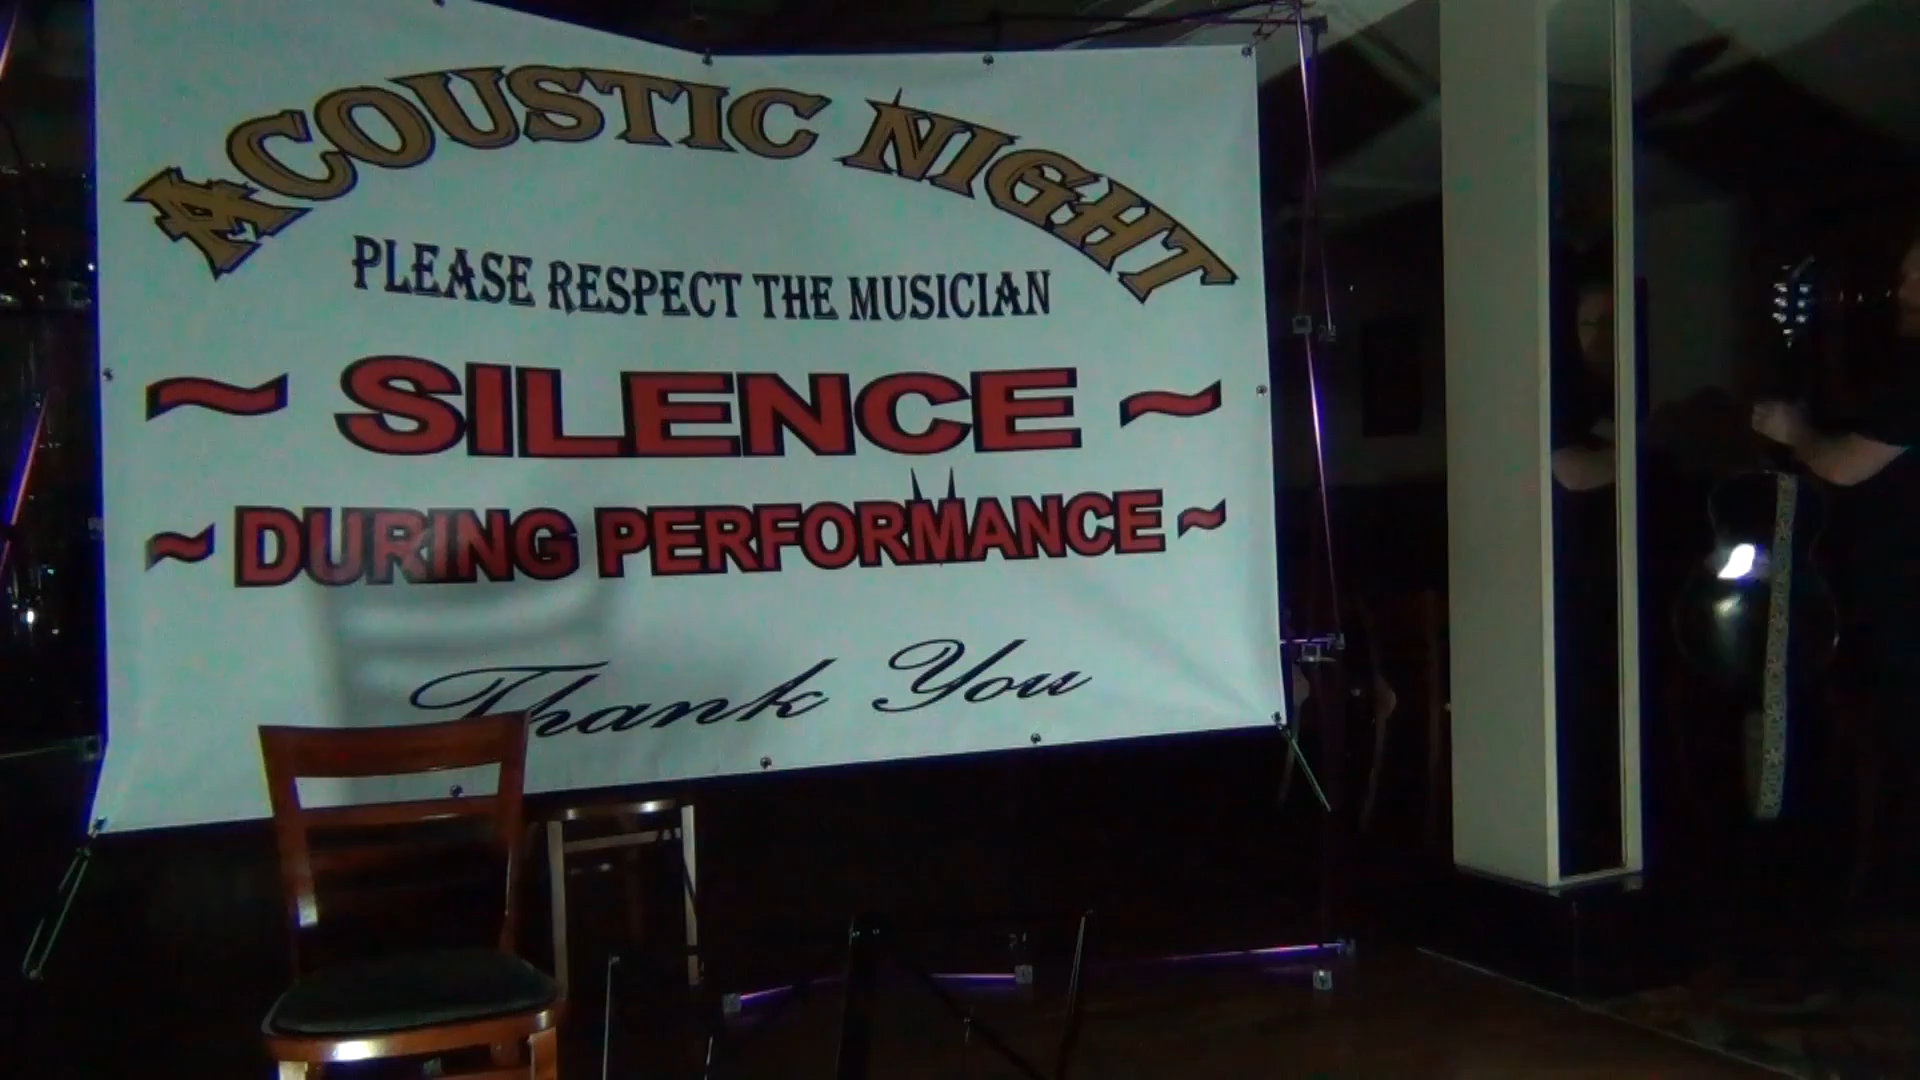 ACOUSTIC NIGHT
PLEASE RESPECT THE MUSICIAN
~ SILENCE ~
~ DURING PERFORMANCE ~
Thank You